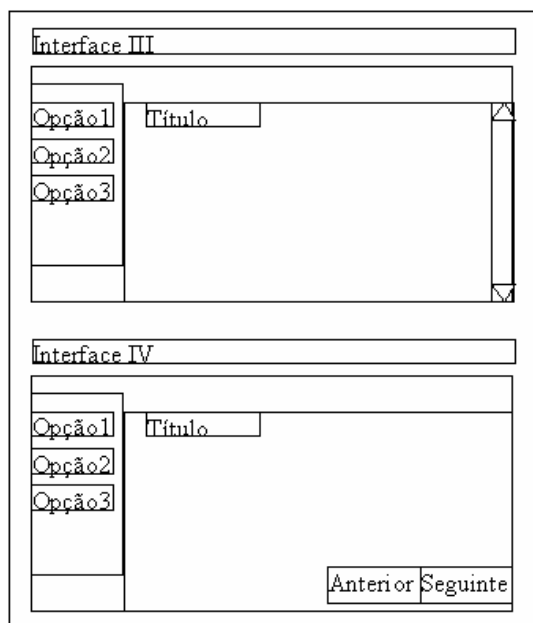 Interface III
Opção1
Título
Opção2
Opção3
Interface IV
Opção1
Título
Opção2
Opção3
Anterior Seguinte